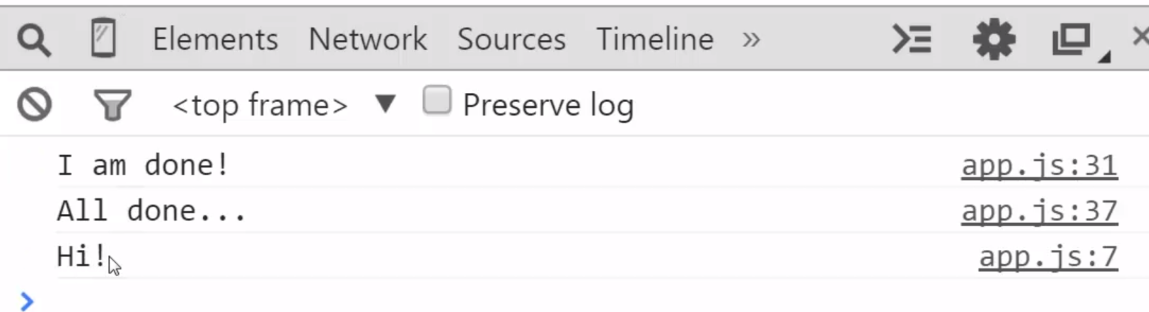 Elements Network Sources Timeline »
<top frame> ▼ Preserve log
I am done! app.js:31
All done... app.js:37
Hi! app.js:7